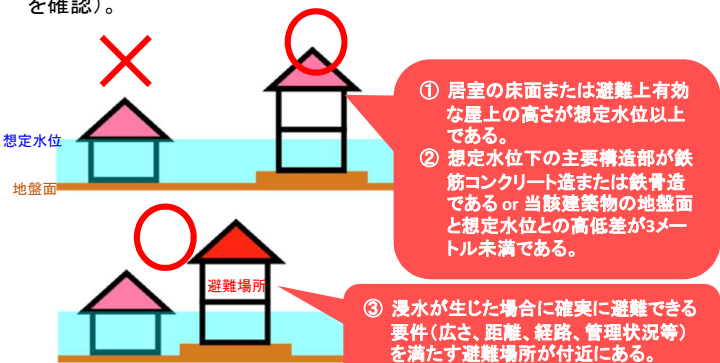 を確認)。
① 居室の床面または避難上有効
な屋上の高さが想定水位以上
である。
② 想定水位下の主要構造部が鉄
筋コンクリート造または鉄骨造
である or 当該建築物の地盤面
と想定水位との高低差が3メー
トル未満である。
想定水位
地盤面
避難場所
③ 浸水が生じた場合に確実に避難できる
要件(広さ、距離、経路、管理状況等)
を満たす避難場所が付近にある。